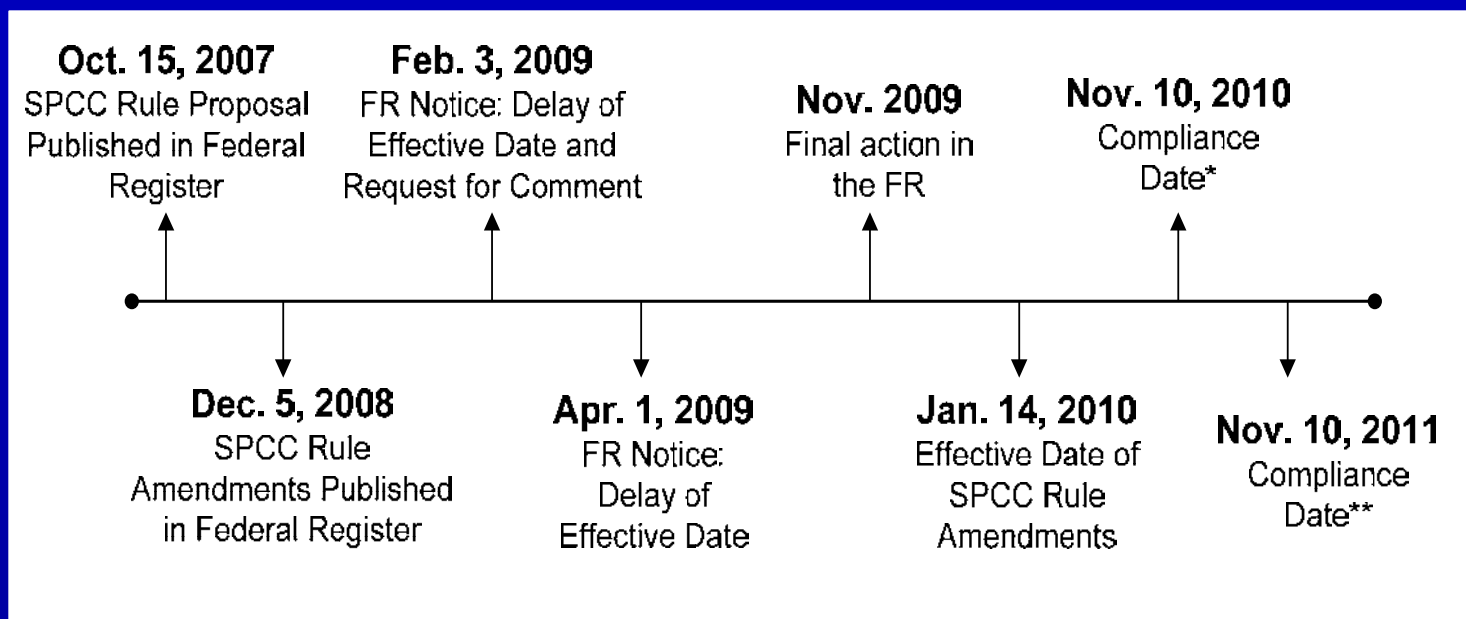 Oct. 15, 2007
SPCC Rule Proposal
Published in Federal
Register
Feb. 3, 2009
FR Notice: Delay of
Effective Date and
Request for Comment
Nov. 2009
Final action in
the FR
Nov. 10, 2010
Compliance
Date*
Dec. 5, 2008
SPCC Rule
Amendments Published
in Federal Register
Apr. 1, 2009
FR Notice:
Delay of
Effective Date
Jan. 14, 2010
Effective Date of
SPCC Rule
Amendments
Nov. 10, 2011
Compliance
Date**